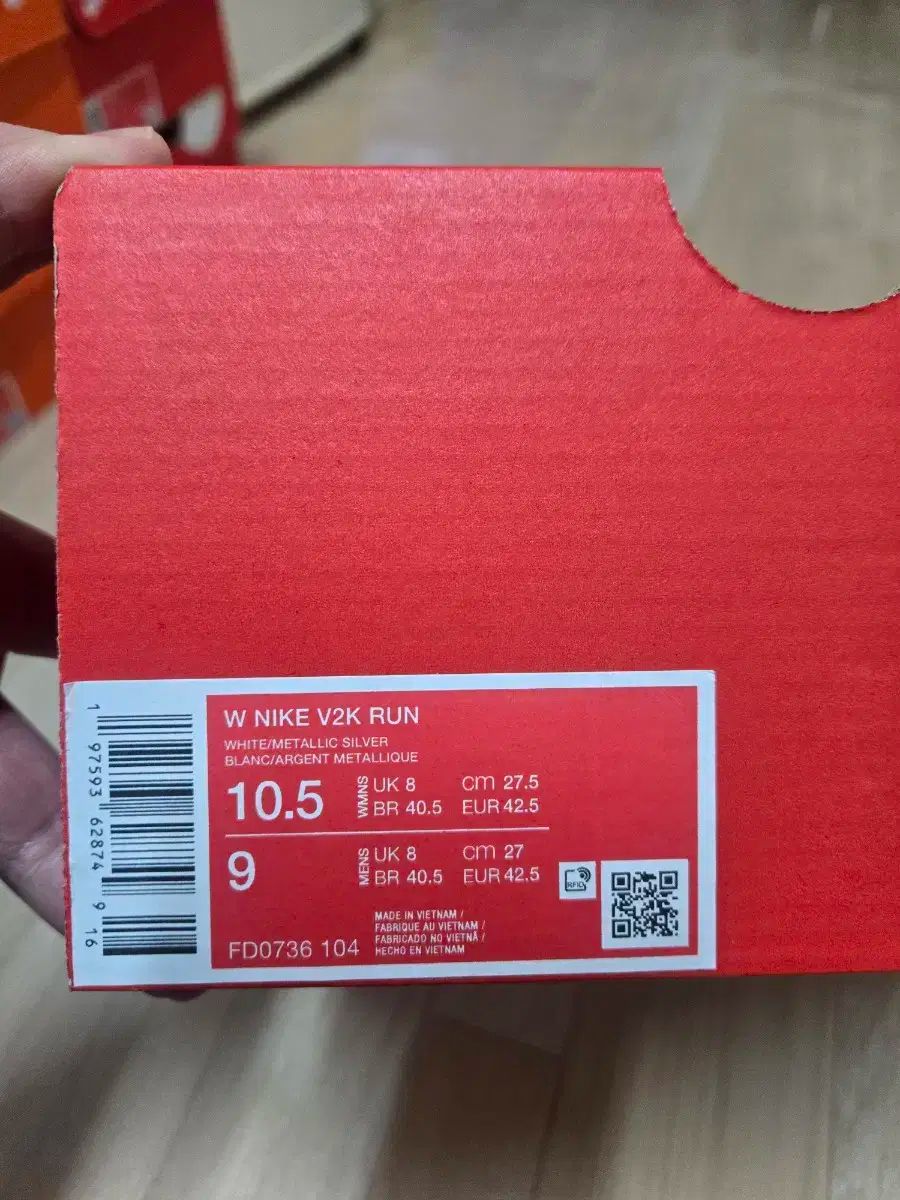 W NIKE V2K RUN
WHITE/METALLIC SILVER
BLANC/ARGENT METALLIQUE
10.5 WMNS UK 8 cm 27.5
BR 40.5 EUR 42.5
9 MENS UK 8 cm 27
BR 40.5 EUR 42.5
RFID
MADE IN VIETNAM /
FABRIQUE AU VIETNAM /
FABRICADO NO VIETNÃ /
HECHO EN VIETNAM
FD0736 104
1 97593 62874 9 16